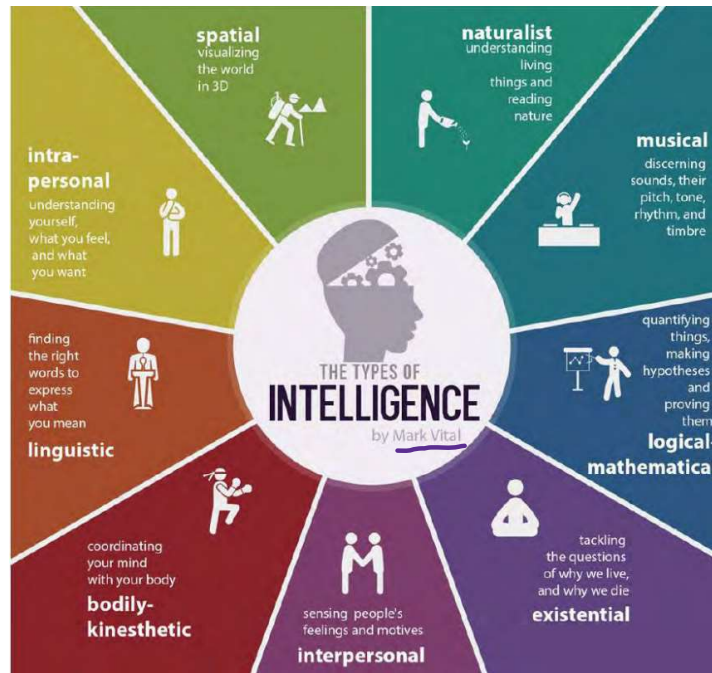 spatial
visualizing
the world
in 3D
naturalist
understanding
living
things and
reading
nature
musical
discerning
sounds, their
pitch, tone,
rhythm, and
timbre
quantifying
things,
making
hypotheses
and
proving
them
logical-
mathematica
tackling
the questions
of why we live,
and why we die
existential
sensing people's
feelings and motives
interpersonal
coordinating
your mind
with your body
bodily-
kinesthetic
finding
the right
words to
express
what
you mean
linguistic
intra-
personal
understanding
yourself,
what you feel,
and what
you want
THE TYPES OF
INTELLIGENCE
by Mark Vital